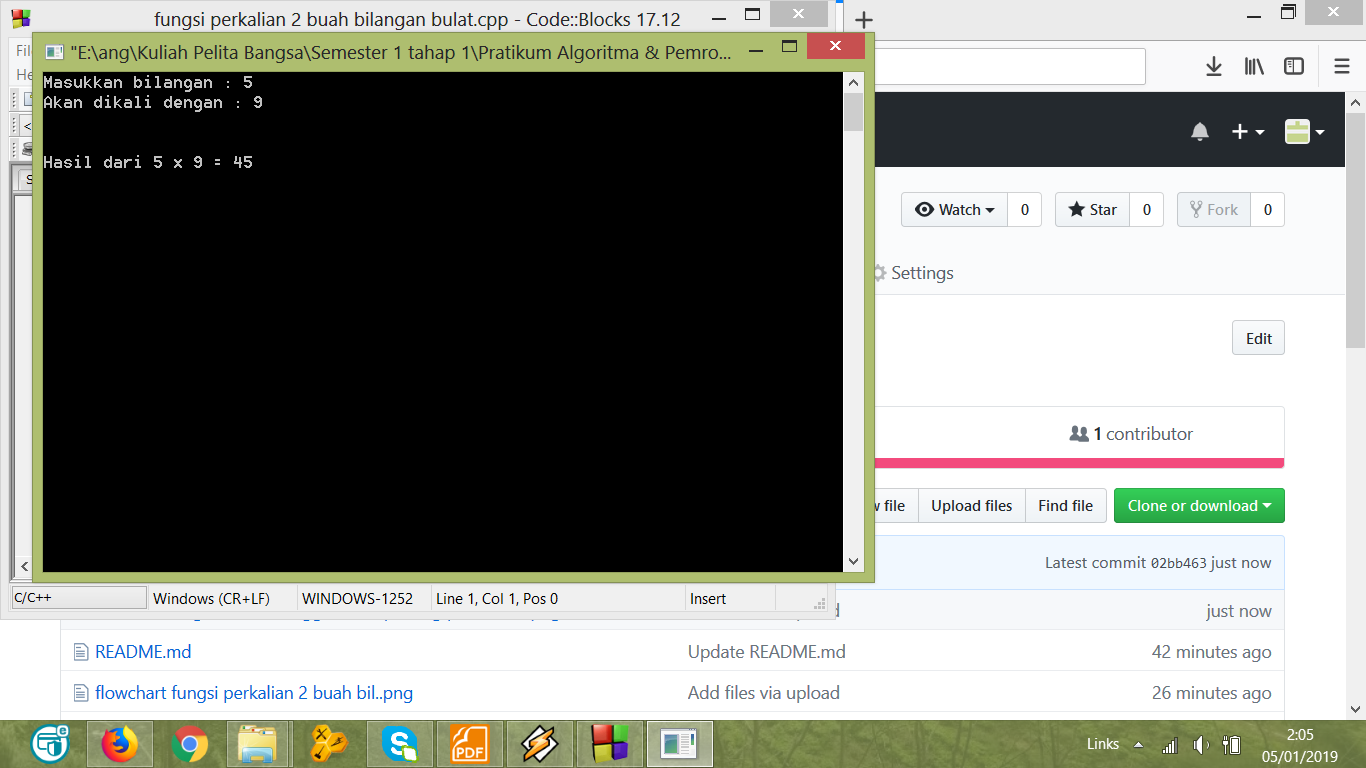 fungsi perkalian 2 buah bilangan bulat.cpp - Code::Blocks 17.12
"E:\ang\Kuliah Pelita Bangsa\Semester 1 tahap 1\Pratikum Algoritma & Pemro...
Masukkan bilangan : 5
Akan dikali dengan : 9
Hasil dari 5 x 9 = 45
Watch 0 Star 0 Fork 0
Settings
Edit
1 contributor
file Upload files Find file Clone or download
Latest commit 02bb463 just now
C/C++ Windows (CR+LF) WINDOWS-1252 Line 1, Col 1, Pos 0 Insert
just now
README.md Update README.md 42 minutes ago
flowchart fungsi perkalian 2 buah bil..png Add files via upload 26 minutes ago
PDF
Links
2:05
05/01/2019